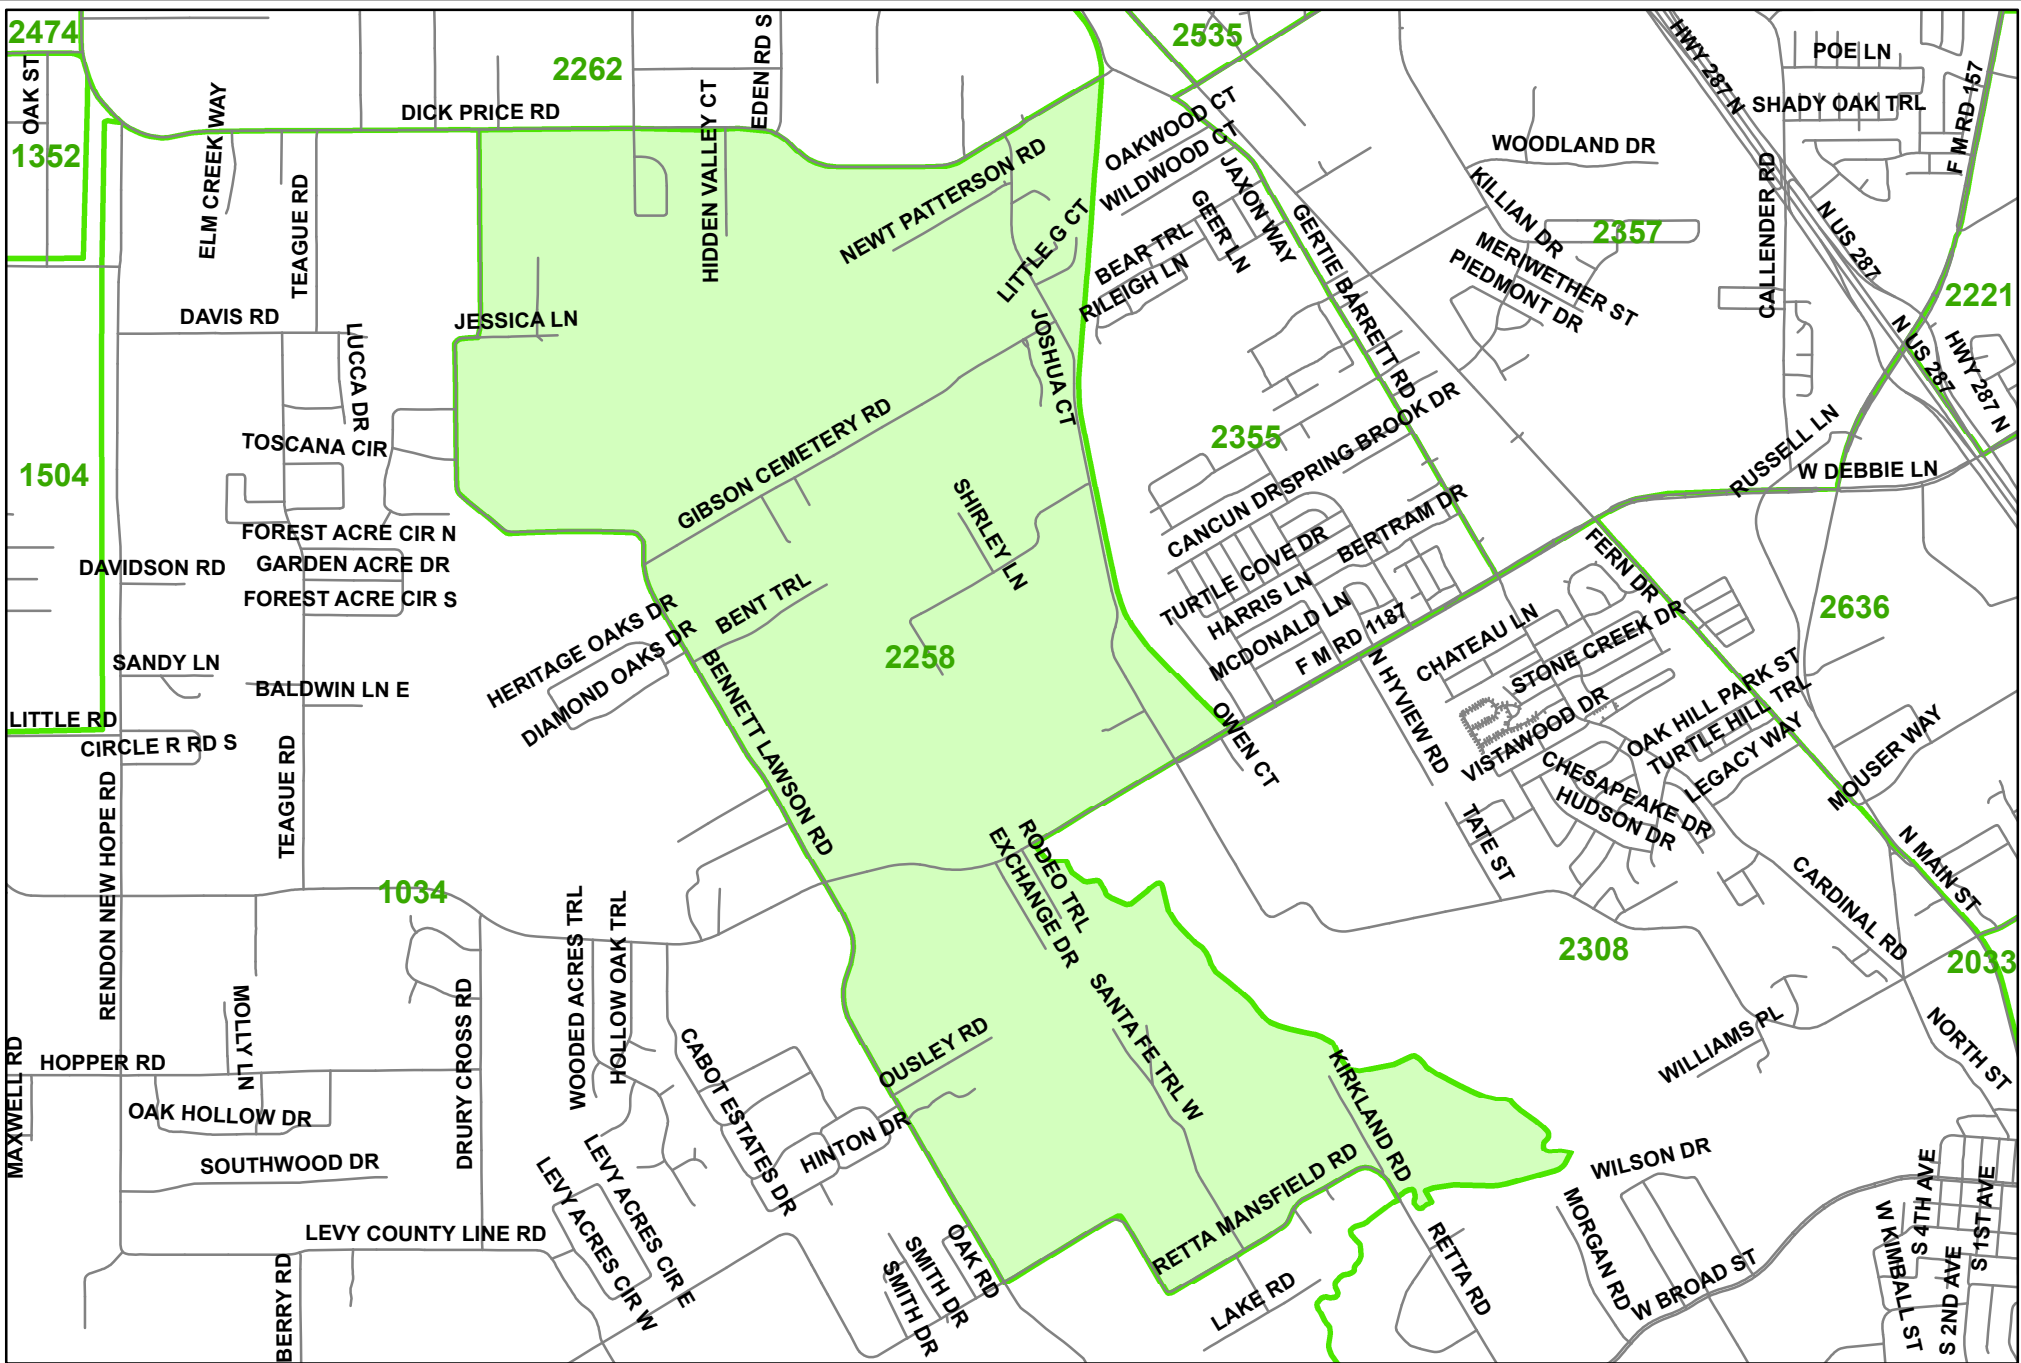 2474
2262
2535
OAK ST
EDEN RD S
HWY 287 N
POE LN
F M RD 157
DICK PRICE RD
ELM CREEK WAY
HIDDEN VALLEY CT
OAKWOOD CT
SHADY OAK TRL
1352
TEAGUE RD
NEWT PATTERSON RD
WILDWOOD CT
WOODLAND DR
CALLENDER RD
JAXON WAY
GEER LN
KILLIAN DR
2357
N US 287
LITTLE G CT
BEAR TRL
RILEIGH LN
GERTIE BARRETT RD
MERIWETHER ST
PIEDMONT DR
2221
DAVIS RD
LUCCA DR
JESSICA LN
JOSHUA CT
N US 287
HWY 287 N
TOSCANA CIR
GIBSON CEMETERY RD
2355
SPRING BROOK DR
CANCUN DR
RUSSELL LN
W DEBBIE LN
1504
SHIRLEY LN
BERTRAM DR
FOREST ACRE CIR N
GARDEN ACRE DR
FOREST ACRE CIR S
DAVIDSON RD
TURTLE COVE DR
HARRIS LN
MCDONALD LN
F M RD 1187
FERN DR
2636
HERITAGE OAKS DR
DIAMOND OAKS DR
BENT TRL
2258
CHATEAU LN
STONE CREEK DR
SANDY LN
BALDWIN LN E
BENNETT LAWSON RD
N HYVIEW RD
VISTAWOOD DR
OAK HILL PARK ST
TURTLE HILL TRL
LEGACY WAY
LITTLE RD
CIRCLE R RD S
TEAGUE RD
OWEN CT
CHESAPEAKE DR
HUDSON DR
MOUSER WAY
RENDON NEW HOPE RD
RODEO TRL
EXCHANGE DR
TATE ST
N MAIN ST
CARDINAL RD
1034
WOODED ACRES TRL
HOLLOW OAK TRL
2308
2033
DRURY CROSS RD
MOLLY LN
SANTA FE TRL W
MAXWELL RD
HOPPER RD
CABOT ESTATES DR
OUSLEY RD
KIRKLAND RD
WILLIAMS PL
NORTH ST
OAK HOLLOW DR
HINTON DR
SOUTHWOOD DR
LEVY ACRES CIR E
LEVY ACRES CIR W
RETTA MANSFIELD RD
WILSON DR
MORGAN RD
S 4TH AVE
S 1ST AVE
W KIMBALL ST
S 2ND AVE
LEVY COUNTY LINE RD
BERRY RD
OAK RD
SMITH DR
SMITH DR
LAKE RD
RETTA RD
W BROAD ST